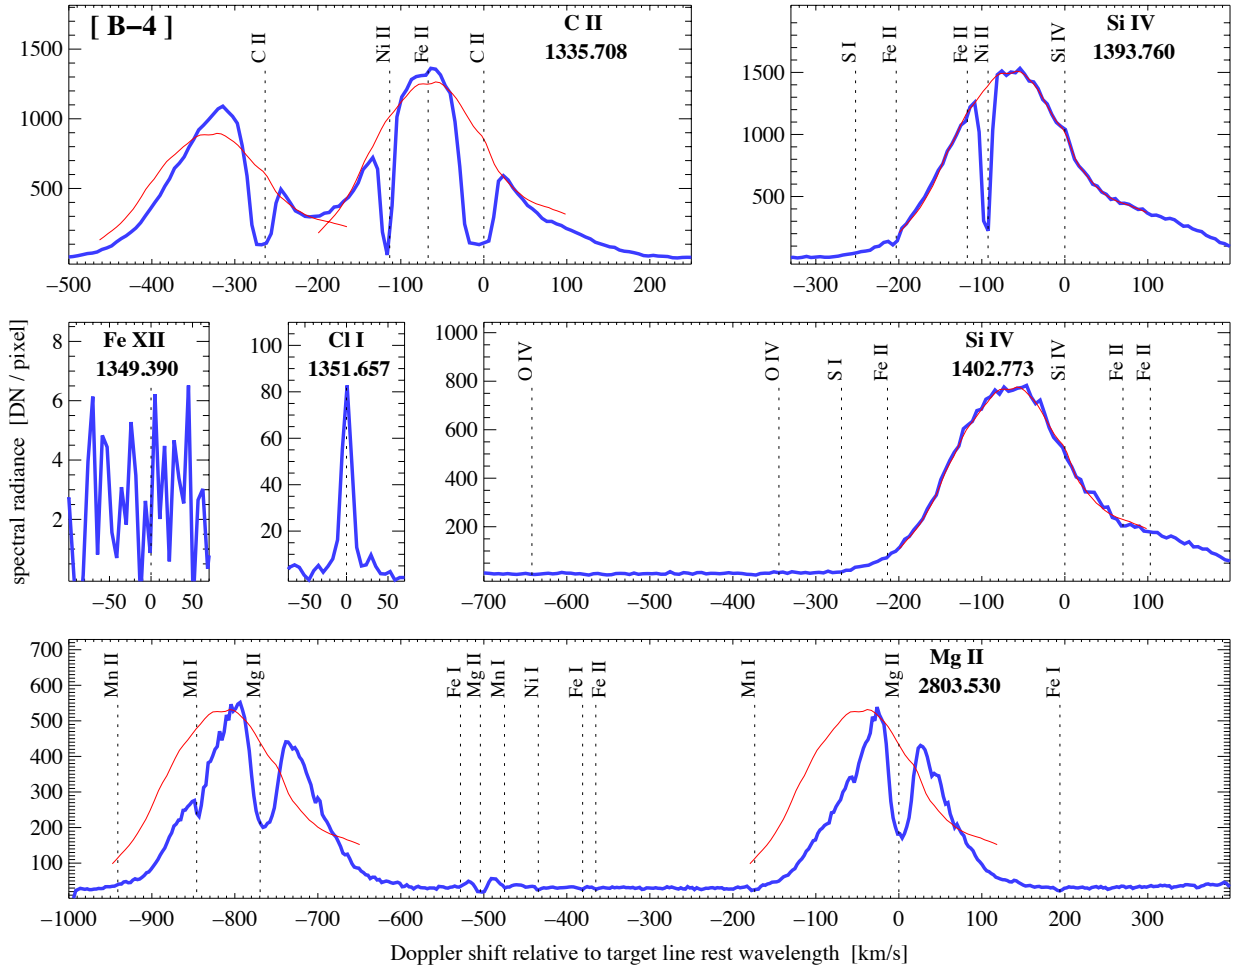 [ B−4 ]
C II
1335.708
C II
Ni II
Fe II
C II
1500
1000
500
−500 −400 −300 −200 −100 0 100 200
Si IV
1393.760
S I
Fe II
Fe II
Ni II
Si IV
1500
1000
500
−300 −200 −100 0 100
spectral radiance [DN / pixel]
Fe XII
1349.390
8
6
4
2
−50 0 50
Cl I
1351.657
100
80
60
40
20
−50 0 50
Si IV
1402.773
O IV
O IV
S I
Fe II
Si IV
Fe II
Fe II
1000
800
600
400
200
−700 −600 −500 −400 −300 −200 −100 0 100
Mg II
2803.530
Mn II
Mn I
Mg II
Fe I
Mg II
Mn I
Ni I
Fe I
Fe II
Mn I
Mg II
Fe I
700
600
500
400
300
200
100
−1000 −900 −800 −700 −600 −500 −400 −300 −200 −100 0 100 200 300
Doppler shift relative to target line rest wavelength [km/s]